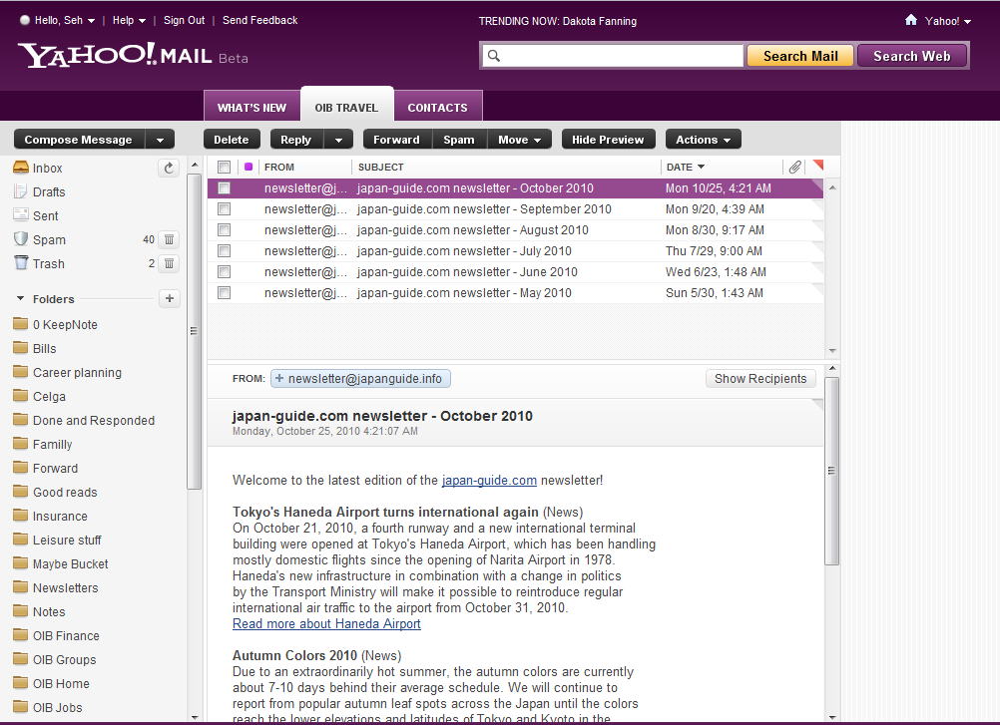 Hello, Seh | Help | Sign Out | Send Feedback
TRENDING NOW: Dakota Fanning
Yahoo!
YAHOO! MAIL Beta
Search Mail
Search Web
WHAT'S NEW
OIB TRAVEL
CONTACTS
Compose Message
Delete
Reply
Forward
Spam
Move
Hide Preview
Actions
Inbox
Drafts
Sent
Spam 40
Trash 2
Folders +
0 KeepNote
Bills
Career planning
Celga
Done and Responded
Familly
Forward
Good reads
Insurance
Leisure stuff
Maybe Bucket
Newsletters
Notes
OIB Finance
OIB Groups
OIB Home
OIB Jobs
FROM SUBJECT DATE
newsletter@j... japan-guide.com newsletter - October 2010 Mon 10/25, 4:21 AM
newsletter@j... japan-guide.com newsletter - September 2010 Mon 9/20, 4:39 AM
newsletter@j... japan-guide.com newsletter - August 2010 Mon 8/30, 9:17 AM
newsletter@j... japan-guide.com newsletter - July 2010 Thu 7/29, 9:00 AM
newsletter@j... japan-guide.com newsletter - June 2010 Wed 6/23, 1:48 AM
newsletter@j... japan-guide.com newsletter - May 2010 Sun 5/30, 1:43 AM
FROM: + newsletter@japanguide.info
Show Recipients
japan-guide.com newsletter - October 2010
Monday, October 25, 2010 4:21:07 AM
Welcome to the latest edition of the japan-guide.com newsletter!
Tokyo's Haneda Airport turns international again (News)
On October 21, 2010, a fourth runway and a new international terminal
building were opened at Tokyo's Haneda Airport, which has been handling
mostly domestic flights since the opening of Narita Airport in 1978.
Haneda's new infrastructure in combination with a change in politics
by the Transport Ministry will make it possible to reintroduce regular
international air traffic to the airport from October 31, 2010.
Read more about Haneda Airport
Autumn Colors 2010 (News)
Due to an extraordinarily hot summer, the autumn colors are currently
about 7-10 days behind their average schedule. We will continue to
report from popular autumn leaf spots across the Japan until the colors
reach the lower elevations and latitudes of Tokyo and Kyoto in the